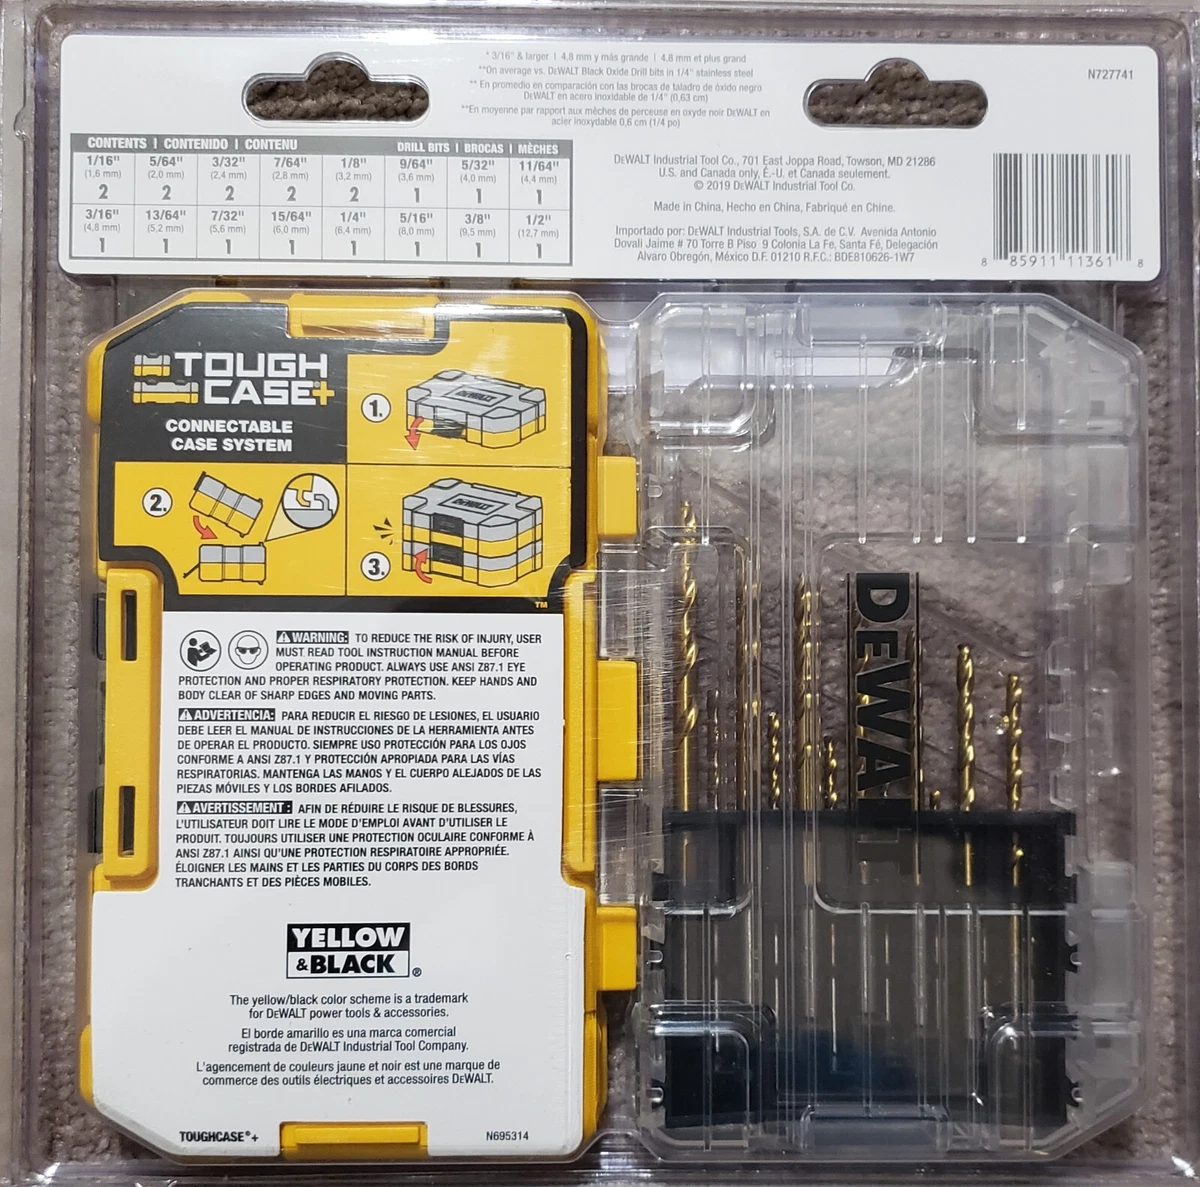 * 3/16" & larger | 4,8 mm y más grande | 4,8 mm et plus grand
**On average vs. DEWALT Black Oxide Drill bits in 1/4" stainless steel
** En promedio en comparación con las brocas de taladro de óxido negro
DEWALT en acero inoxidable de 1/4" (0,63 cm)
**En moyenne par rapport aux mèches de perceuse en oxyde noir DEWALT en
acier inoxydable 0,6 cm (1/4 po)
N727741
CONTENTS | CONTENIDO | CONTENU DRILL BITS | BROCAS | MÈCHES
1/16" 5/64" 3/32" 7/64" 1/8" 9/64" 5/32" 11/64"
(1,6 mm) (2,0 mm) (2,4 mm) (2,8 mm) (3,2 mm) (3,6 mm) (4,0 mm) (4,4 mm)
2 2 2 2 2 1 1 1
3/16" 13/64" 7/32" 15/64" 1/4" 5/16" 3/8" 1/2"
(4,8 mm) (5,2 mm) (5,6 mm) (6,0 mm) (6,4 mm) (8,0 mm) (9,5 mm) (12,7 mm)
1 1 1 1 1 1 1 1
DEWALT Industrial Tool Co., 701 East Joppa Road, Towson, MD 21286
U.S. and Canada only, É.-U. et Canada seulement.
© 2019 DEWALT Industrial Tool Co.
Made in China, Hecho en China, Fabriqué en Chine.
Importado por: DEWALT Industrial Tools, S.A. de C.V. Avenida Antonio
Dovali Jaime # 70 Torre B Piso 9 Colonia La Fe, Santa Fé, Delegación
Alvaro Obregón, México D.F. 01210 R.F.C.: BDE810626-1W7
8 85911 11361 8
TOUGH
CASE®+
CONNECTABLE
CASE SYSTEM
1.
DEWALT
2.
3.
DEWALT
TM
WARNING: TO REDUCE THE RISK OF INJURY, USER
MUST READ TOOL INSTRUCTION MANUAL BEFORE
OPERATING PRODUCT. ALWAYS USE ANSI Z87.1 EYE
PROTECTION AND PROPER RESPIRATORY PROTECTION. KEEP HANDS AND
BODY CLEAR OF SHARP EDGES AND MOVING PARTS.
ADVERTENCIA: PARA REDUCIR EL RIESGO DE LESIONES, EL USUARIO
DEBE LEER EL MANUAL DE INSTRUCCIONES DE LA HERRAMIENTA ANTES
DE OPERAR EL PRODUCTO. SIEMPRE USO PROTECCIÓN PARA LOS OJOS
CONFORME A ANSI Z87.1 Y PROTECCIÓN APROPIADA PARA LAS VÍAS
RESPIRATORIAS. MANTENGA LAS MANOS Y EL CUERPO ALEJADOS DE LAS
PIEZAS MÓVILES Y LOS BORDES AFILADOS.
AVERTISSEMENT: AFIN DE RÉDUIRE LE RISQUE DE BLESSURES,
L'UTILISATEUR DOIT LIRE LE MODE D'EMPLOI AVANT D'UTILISER LE
PRODUIT. TOUJOURS UTILISER UNE PROTECTION OCULAIRE CONFORME À
ANSI Z87.1 AINSI QU'UNE PROTECTION RESPIRATOIRE APPROPRIÉE.
ÉLOIGNER LES MAINS ET LES PARTIES DU CORPS DES BORDS
TRANCHANTS ET DES PIÈCES MOBILES.
YELLOW
&BLACK®
The yellow/black color scheme is a trademark
for DEWALT power tools & accessories.
El borde amarillo es una marca comercial
registrada de DEWALT Industrial Tool Company.
L'agencement de couleurs jaune et noir est une marque de
commerce des outils électriques et accessoires DEWALT.
TOUGHCASE®+
N695314
DEWALT